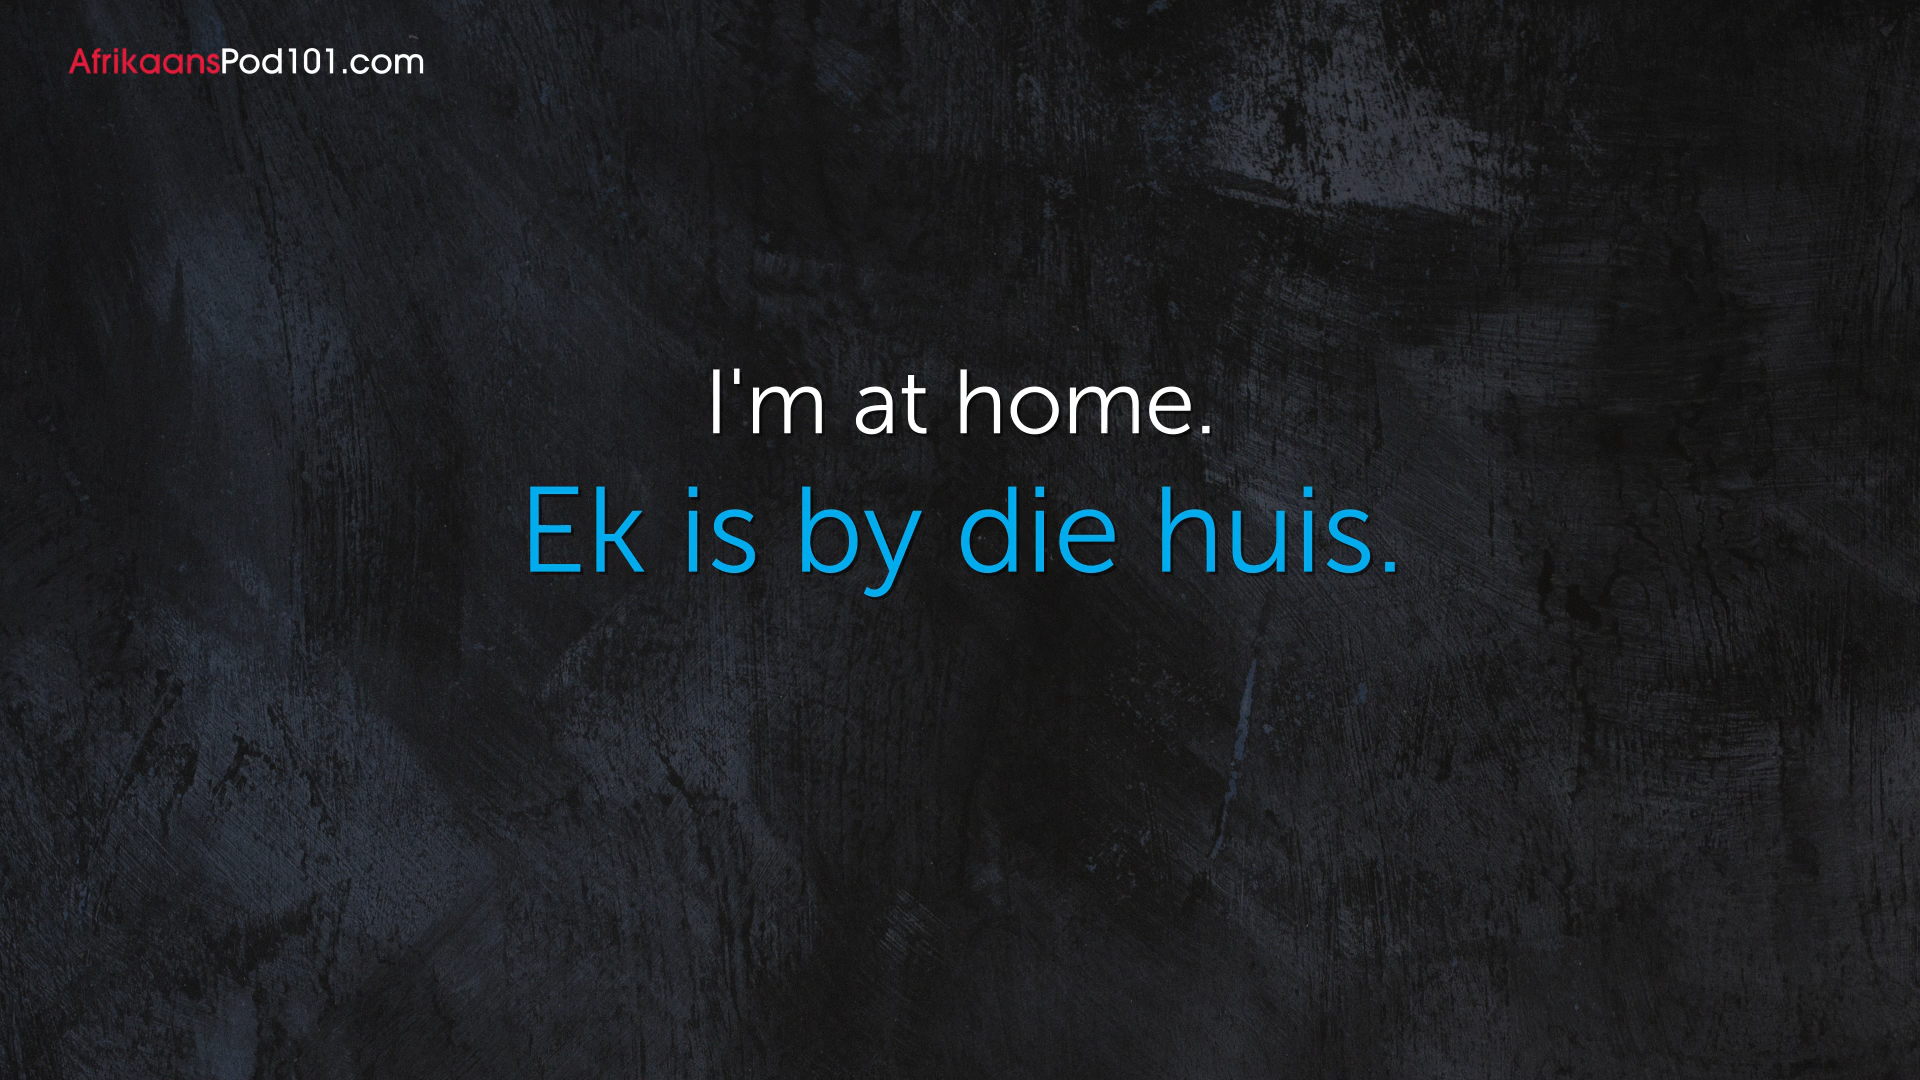 AfrikaansPod101.com
I'm at home.
Ek is by die huis.